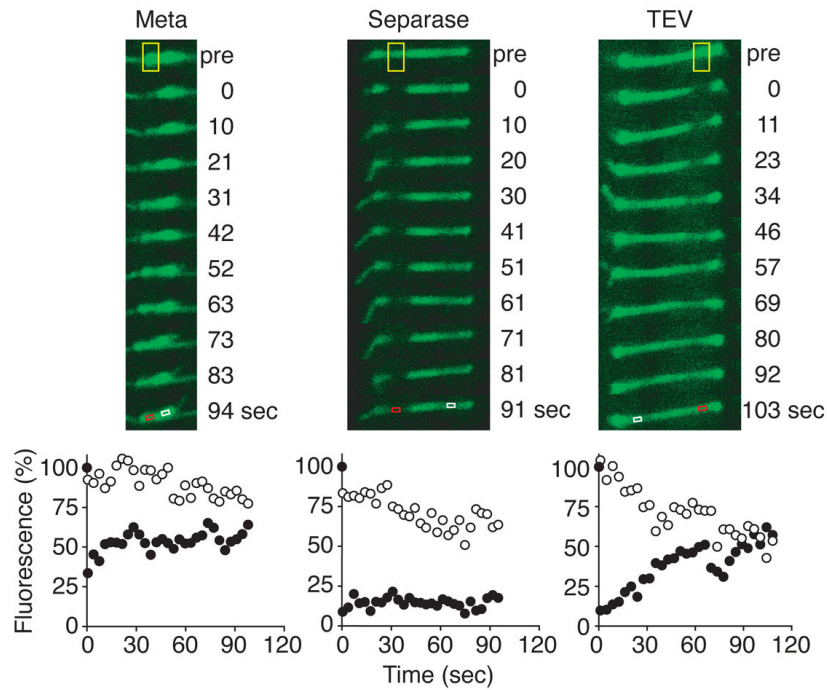 Meta Separase TEV
pre pre pre
0 0 0
10 10 11
21 20 23
31 30 34
42 41 46
52 51 57
63 61 69
73 71 80
83 81 92
94 sec 91 sec 103 sec
Fluorescence (%)
100 100 100
75 75 75
50 50 50
25 25 25
0 0 0
0 30 60 90 120 0 30 60 90 120 0 30 60 90 120
Time (sec)